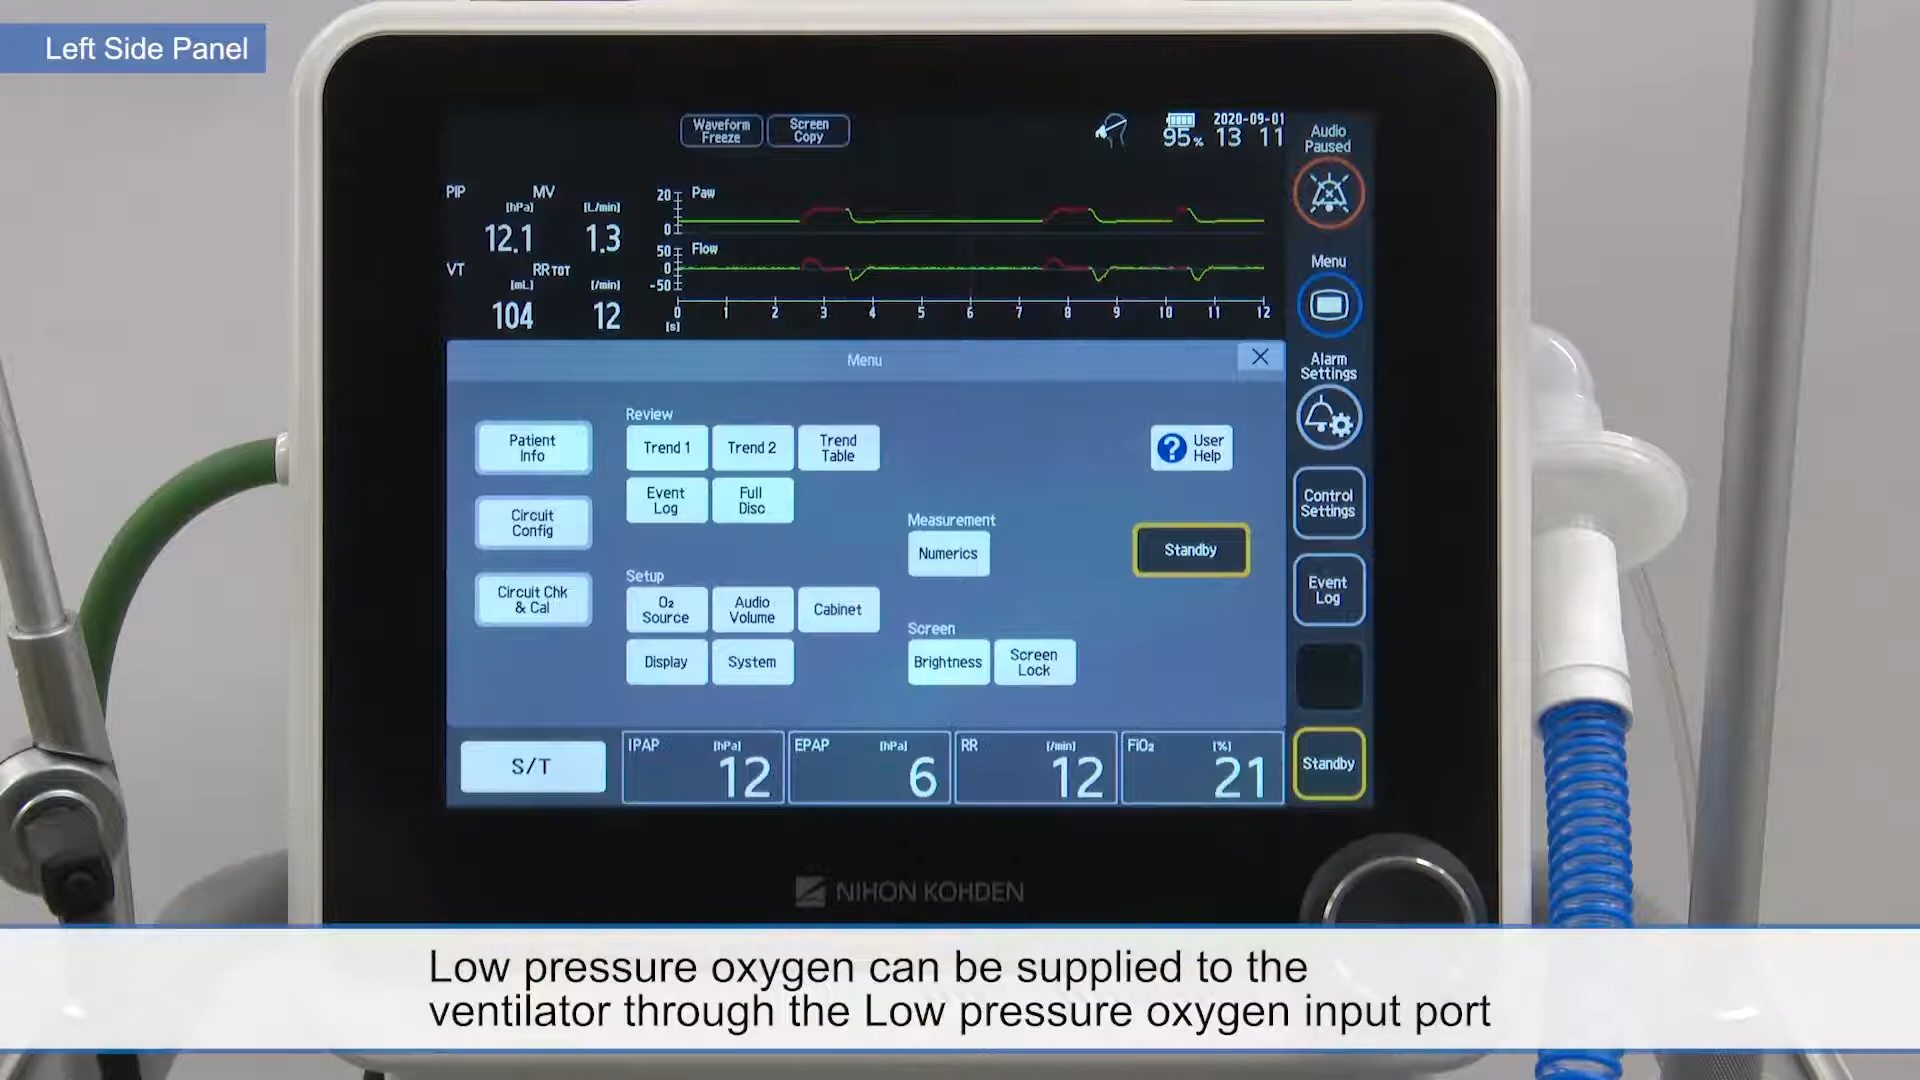 Left Side Panel
Waveform
Freeze
Screen
Copy
95%
2020-09-01
13 11
Audio
Paused
PIP
[hPa]
12.1
MV
[L/min]
1.3
VT
[mL]
104
RR TOT
[/min]
12
20
0
Paw
50
0
-50
Flow
0 1 2 3 4 5 6 7 8 9 10 11 12
[s]
Menu
Menu
Alarm
Settings
Patient
Info
Circuit
Config
Circuit Chk
& Cal
Review
Trend 1
Trend 2
Trend
Table
Event
Log
Full
Disc
Setup
O₂
Source
Audio
Volume
Cabinet
Display
System
Measurement
Numerics
Screen
Brightness
Screen
Lock
? User
Help
Standby
Control
Settings
Event
Log
S/T
IPAP [hPa]
12
EPAP [hPa]
6
RR [/min]
12
FiO₂ [%]
21
Standby
NIHON KOHDEN
Low pressure oxygen can be supplied to the
ventilator through the Low pressure oxygen input port